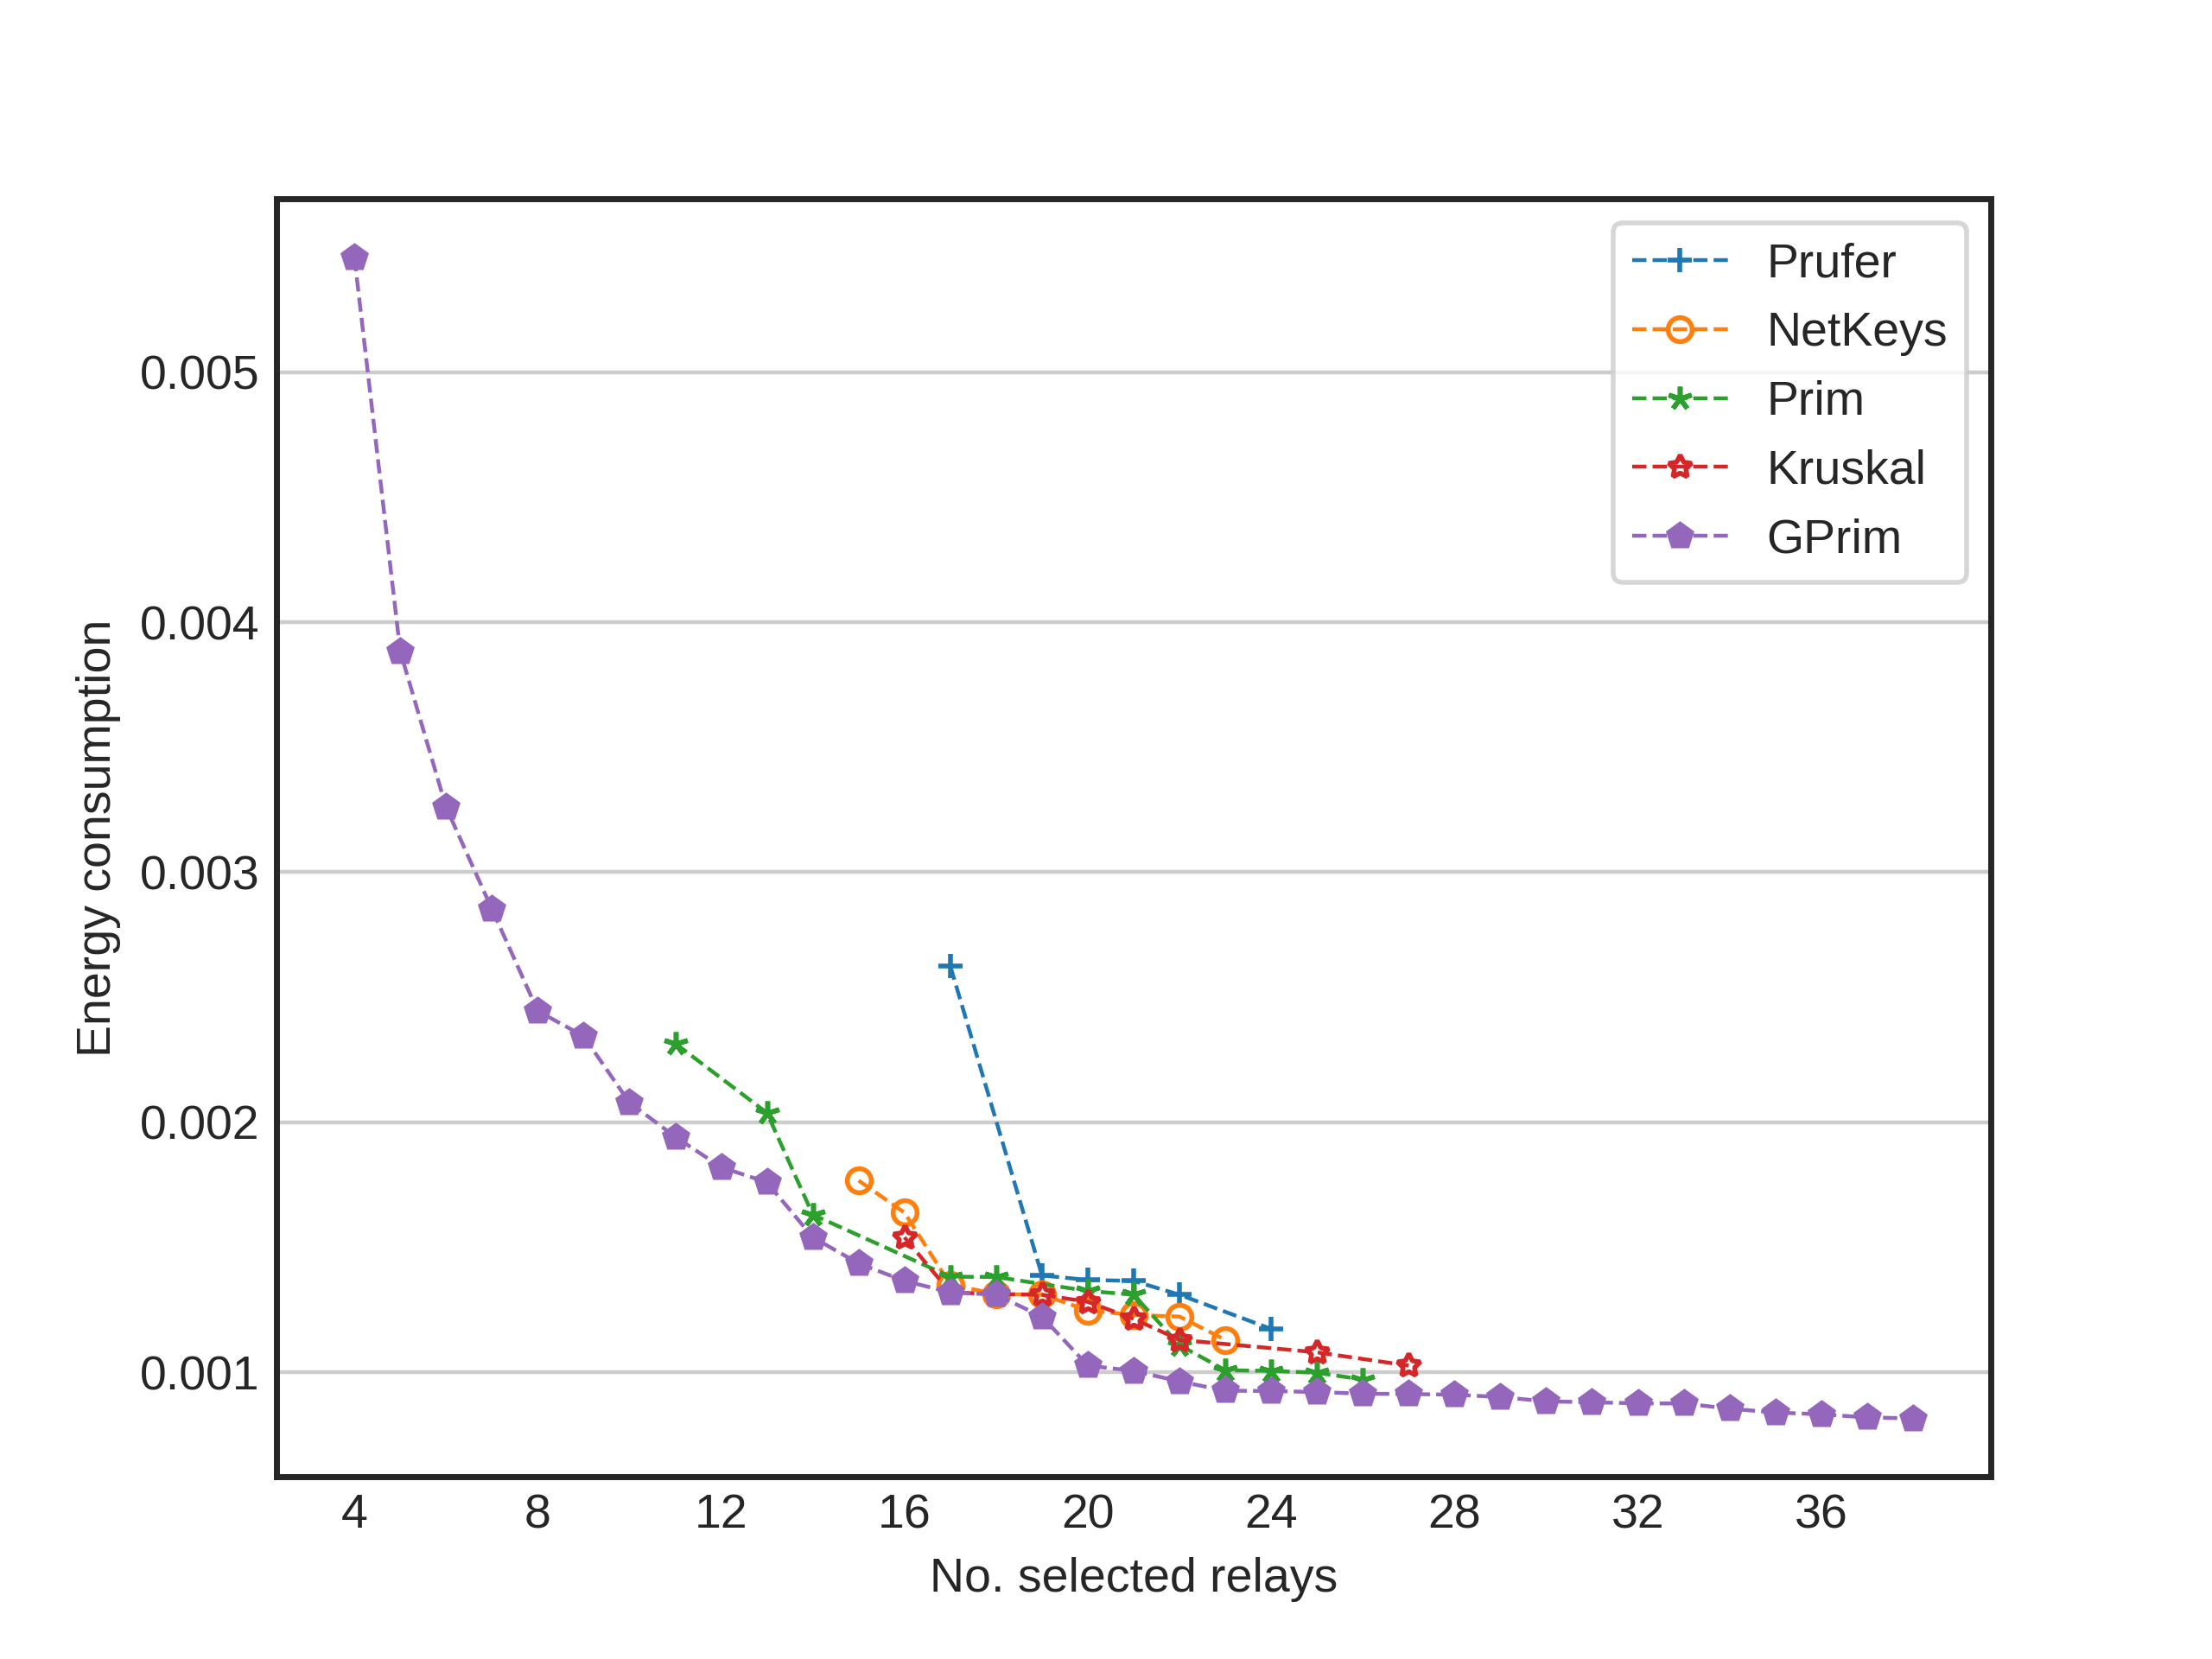 Prufer
NetKeys
Prim
Kruskal
GPrim
0.005
0.004
0.003
0.002
0.001
Energy consumption
4 8 12 16 20 24 28 32 36
No. selected relays